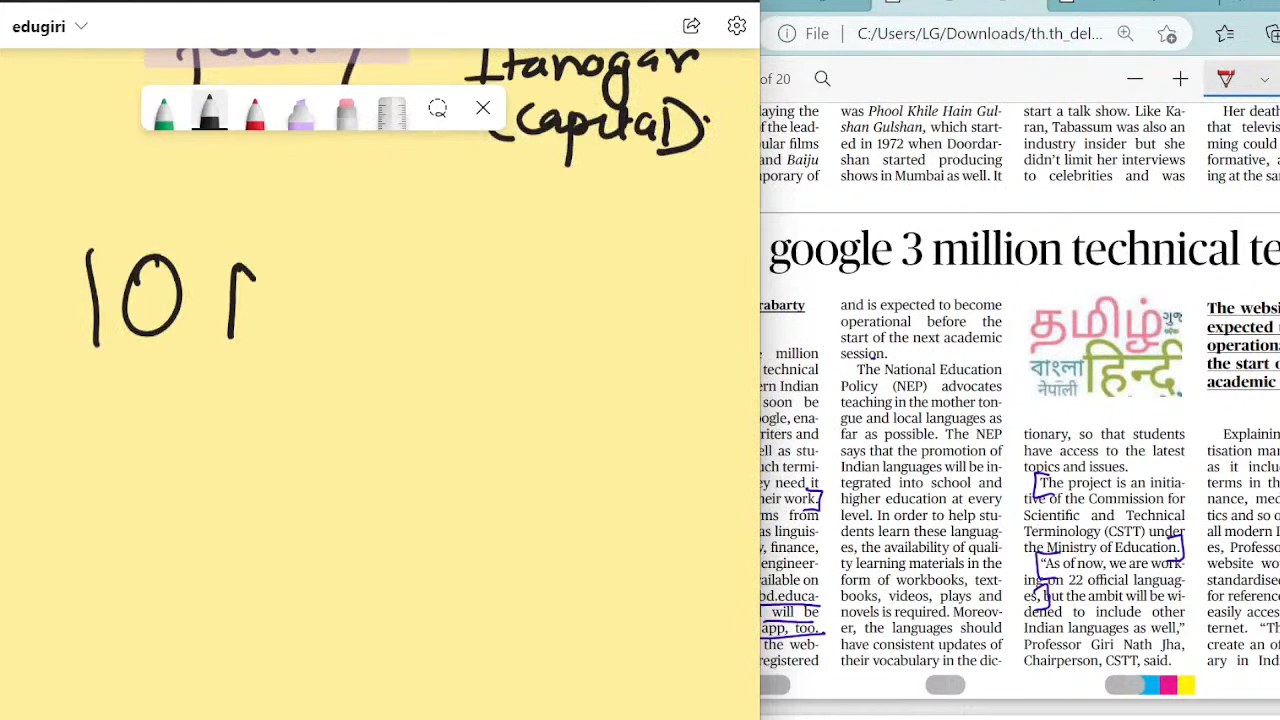 edugiri
Itanagar
(capital).
10
File
C:/Users/LG/Downloads/th.th_del...
of 20
laying the
f the lead-
ular films
and Baiju
porary of
was Phool Khile Hain Gul-
shan Gulshan, which start-
ed in 1972 when Doordar-
shan started producing
shows in Mumbai as well. It
start a talk show. Like Ka-
ran, Tabassum was also an
industry insider but she
didn't limit her interviews
to celebrities and was
Her deat
that televi
ming could
formative, a
ing at the sa
google 3 million technical te
rabarty
million
technical
ern Indian
soon be
ogle, ena-
riters and
ell as stu-
uch termi-
ey need it
heir work.
ms from
as linguis-
y, finance,
engineer-
ailable on
bd.educa-
will be
app, too.
the web-
registered
and is expected to become
operational before the
start of the next academic
session.
The National Education
Policy (NEP) advocates
teaching in the mother ton-
gue and local languages as
far as possible. The NEP
says that the promotion of
Indian languages will be in-
tegrated into school and
higher education at every
level. In order to help stu-
dents learn these languag-
es, the availability of quali-
ty learning materials in the
form of workbooks, text-
books, videos, plays and
novels is required. Moreov-
er, the languages should
have consistent updates of
their vocabulary in the dic-
தமிழ்
বাংলা
हिन्दी
नेपाली
tionary, so that students
have access to the latest
topics and issues.
The project is an initia-
tive of the Commission for
Scientific and Technical
Terminology (CSTT) under
the Ministry of Education.
"As of now, we are work-
ing on 22 official languag-
es, but the ambit will be wi-
dened to include other
Indian languages as well,"
Professor Giri Nath Jha,
Chairperson, CSTT, said.
The websi
expected t
operationa
the start o
academic
Explainin
tisation mar
as it inclu
terms in th
nance, med
tics and so o
all modern I
es, Professo
website wo
standardise
for referenc
easily acces
ternet. "Th
create an of
ary in Ind